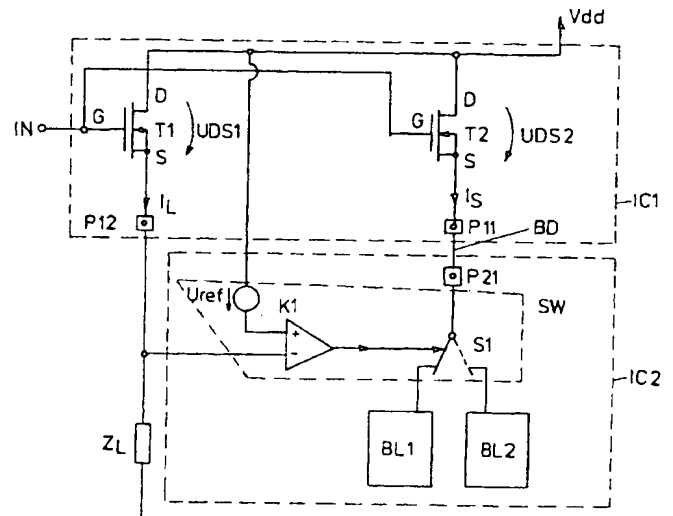 Vdd
D
D
G
G
IN
T1
UDS1
T2
UDS2
S
S
IL
IS
IC1
P12
P11
BD
P21
Uref
K1
SW
+
-
S1
IC2
ZL
BL1
BL2